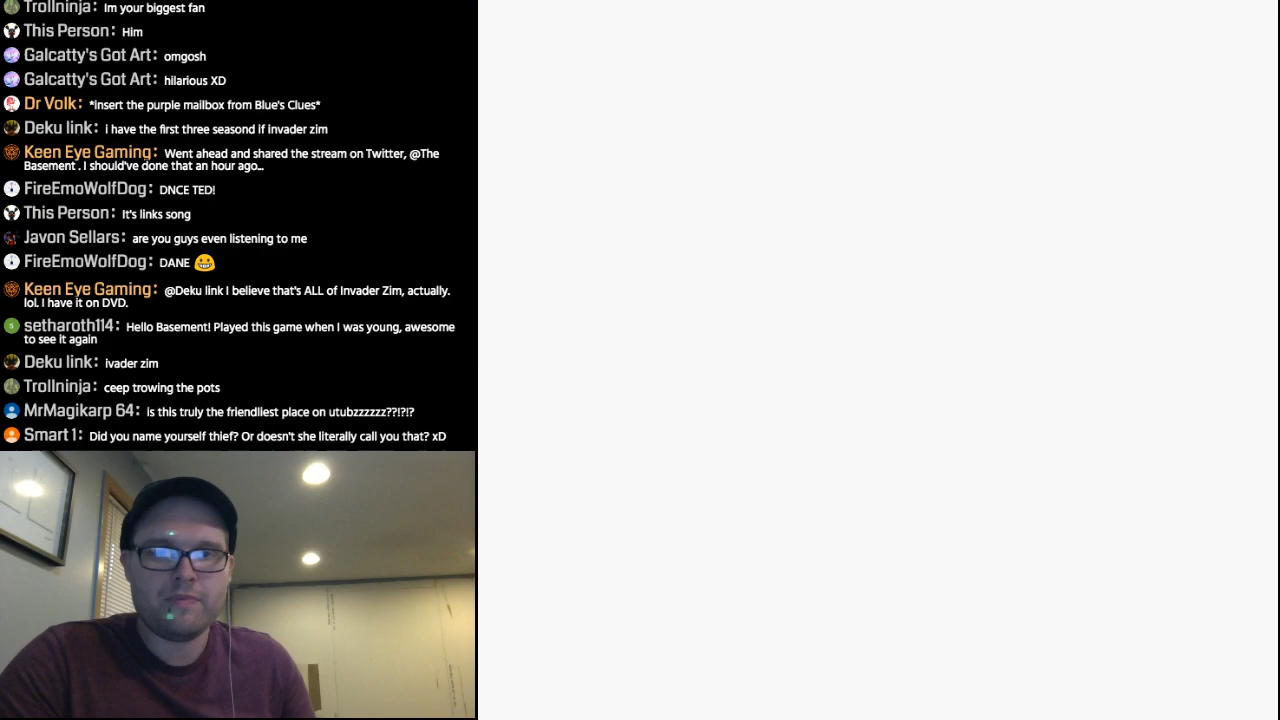 Trollninja: Im your biggest fan
This Person: Him
Galcatty's Got Art: omgosh
Galcatty's Got Art: hilarious XD
Dr Volk: *insert the purple mailbox from Blue's Clues*
Deku link: i have the first three seasond if invader zim
Keen Eye Gaming: Went ahead and shared the stream on Twitter, @The
Basement . I should've done that an hour ago...
FireEmoWolfDog: DNCE TED!
This Person: It's links song
Javon Sellars: are you guys even listening to me
FireEmoWolfDog: DANE 😁
Keen Eye Gaming: @Deku link I believe that's ALL of Invader Zim, actually.
lol. I have it on DVD.
setharoth114: Hello Basement! Played this game when I was young, awesome
to see it again
Deku link: ivader zim
Trollninja: ceep trowing the pots
MrMagikarp 64: is this truly the friendliest place on utubzzzzzz??!?!?
Smart 1: Did you name yourself thief? Or doesn't she literally call you that? xD